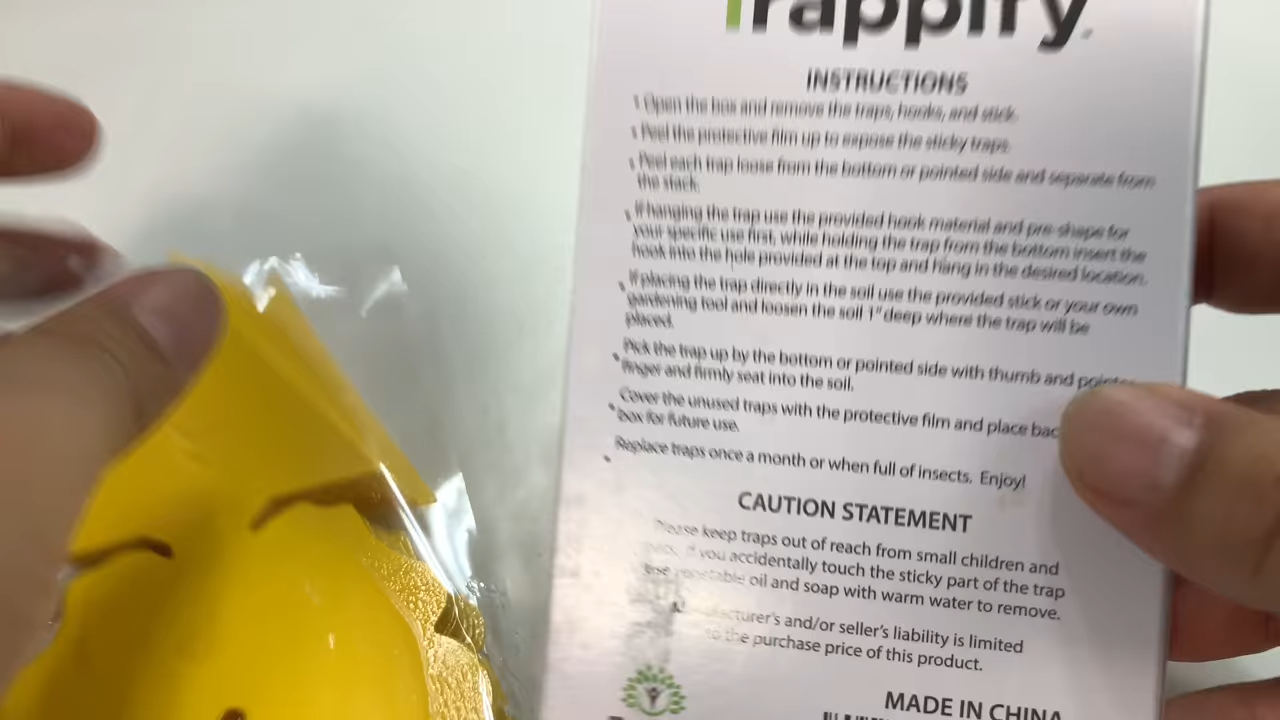 Trappify
INSTRUCTIONS
Open the box and remove the traps, hooks, and stick.
Peel the protective film up to expose the sticky traps.
Peel each trap loose from the bottom or pointed side and separate from
the stack.
If hanging the trap use the provided hook material and pre-shape for
your specific use first, while holding the trap from the bottom insert the
hook into the hole provided at the top and hang in the desired location.
If placing the trap directly in the soil use the provided stick or your own
gardening tool and loosen the soil 1" deep where the trap will be
placed.
Pick the trap up by the bottom or pointed side with thumb and
finger and firmly seat into the soil.
Cover the unused traps with the protective film and place
box for future use.
Replace traps once a month or when full of insects. Enjoy!
CAUTION STATEMENT
Please keep traps out of reach from small children and
If you accidentally touch the sticky part of the trap
use vegetable oil and soap with warm water to remove.
and/or seller's liability is limited
to the purchase price of this product.
MADE IN CHINA